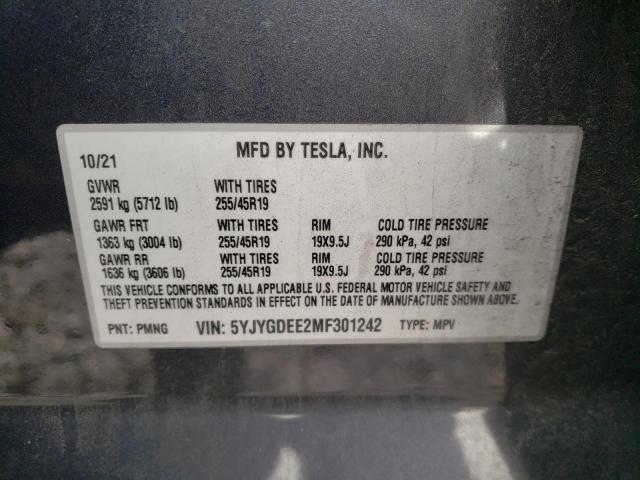 MFD BY TESLA, INC.
10/21
GVWR WITH TIRES
2591 kg (5712 lb) 255/45R19
GAWR FRT WITH TIRES RIM COLD TIRE PRESSURE
1363 kg (3004 lb) 255/45R19 19X9.5J 290 kPa, 42 psi
GAWR RR WITH TIRES RIM COLD TIRE PRESSURE
1636 kg (3606 lb) 255/45R19 19X9.5J 290 kPa, 42 psi
THIS VEHICLE CONFORMS TO ALL APPLICABLE U.S. FEDERAL MOTOR VEHICLE SAFETY AND
THEFT PREVENTION STANDARDS IN EFFECT ON THE DATE OF MANUFACTURE SHOWN ABOVE.
PNT: PMNG VIN: 5YJYGDEE2MF301242 TYPE: MPV